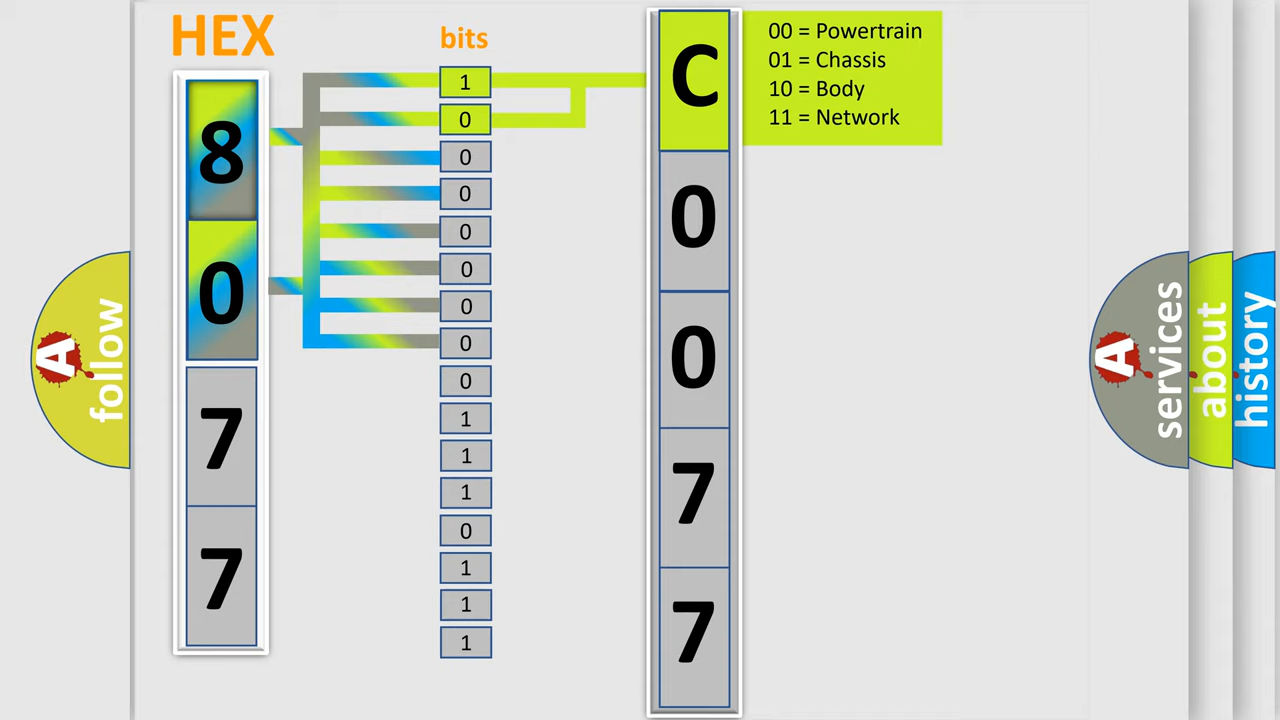 HEX
bits
8
0
7
7
1
0
0
0
0
0
0
0
0
1
1
1
0
1
1
1
C
0
0
7
7
00 = Powertrain
01 = Chassis
10 = Body
11 = Network
A
follow
A
services
about
history